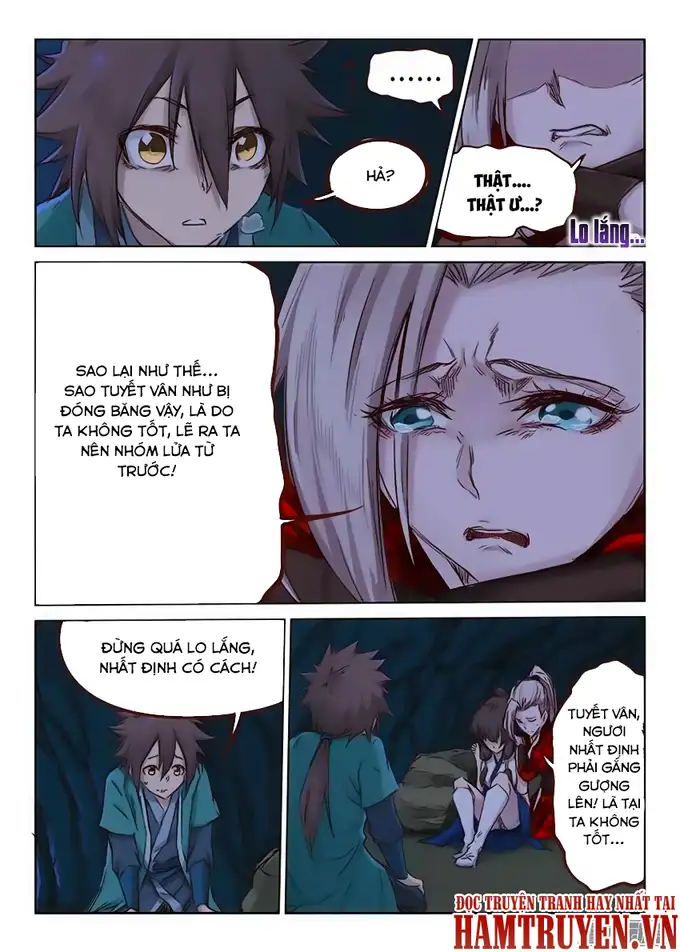 ......
HẢ?
THẬT....
THẬT Ư...?
Lo lắng...
SAO LẠI NHƯ THẾ...
SAO TUYẾT VÂN NHƯ BỊ
ĐÓNG BĂNG VẬY, LÀ DO
TA KHÔNG TỐT, LẼ RA TA
NÊN NHÓM LỬA TỪ
TRƯỚC!
ĐỪNG QUÁ LO LẮNG,
NHẤT ĐỊNH CÓ CÁCH!
TUYẾT VÂN,
NGƯƠI
NHẤT ĐỊNH
PHẢI GẮNG
GƯỢNG
LÊN! LÀ TẠI
TA KHÔNG
TỐT...
ĐỌC TRUYỆN TRANH HAY NHẤT TẠI
HAMTRUYEN.VN